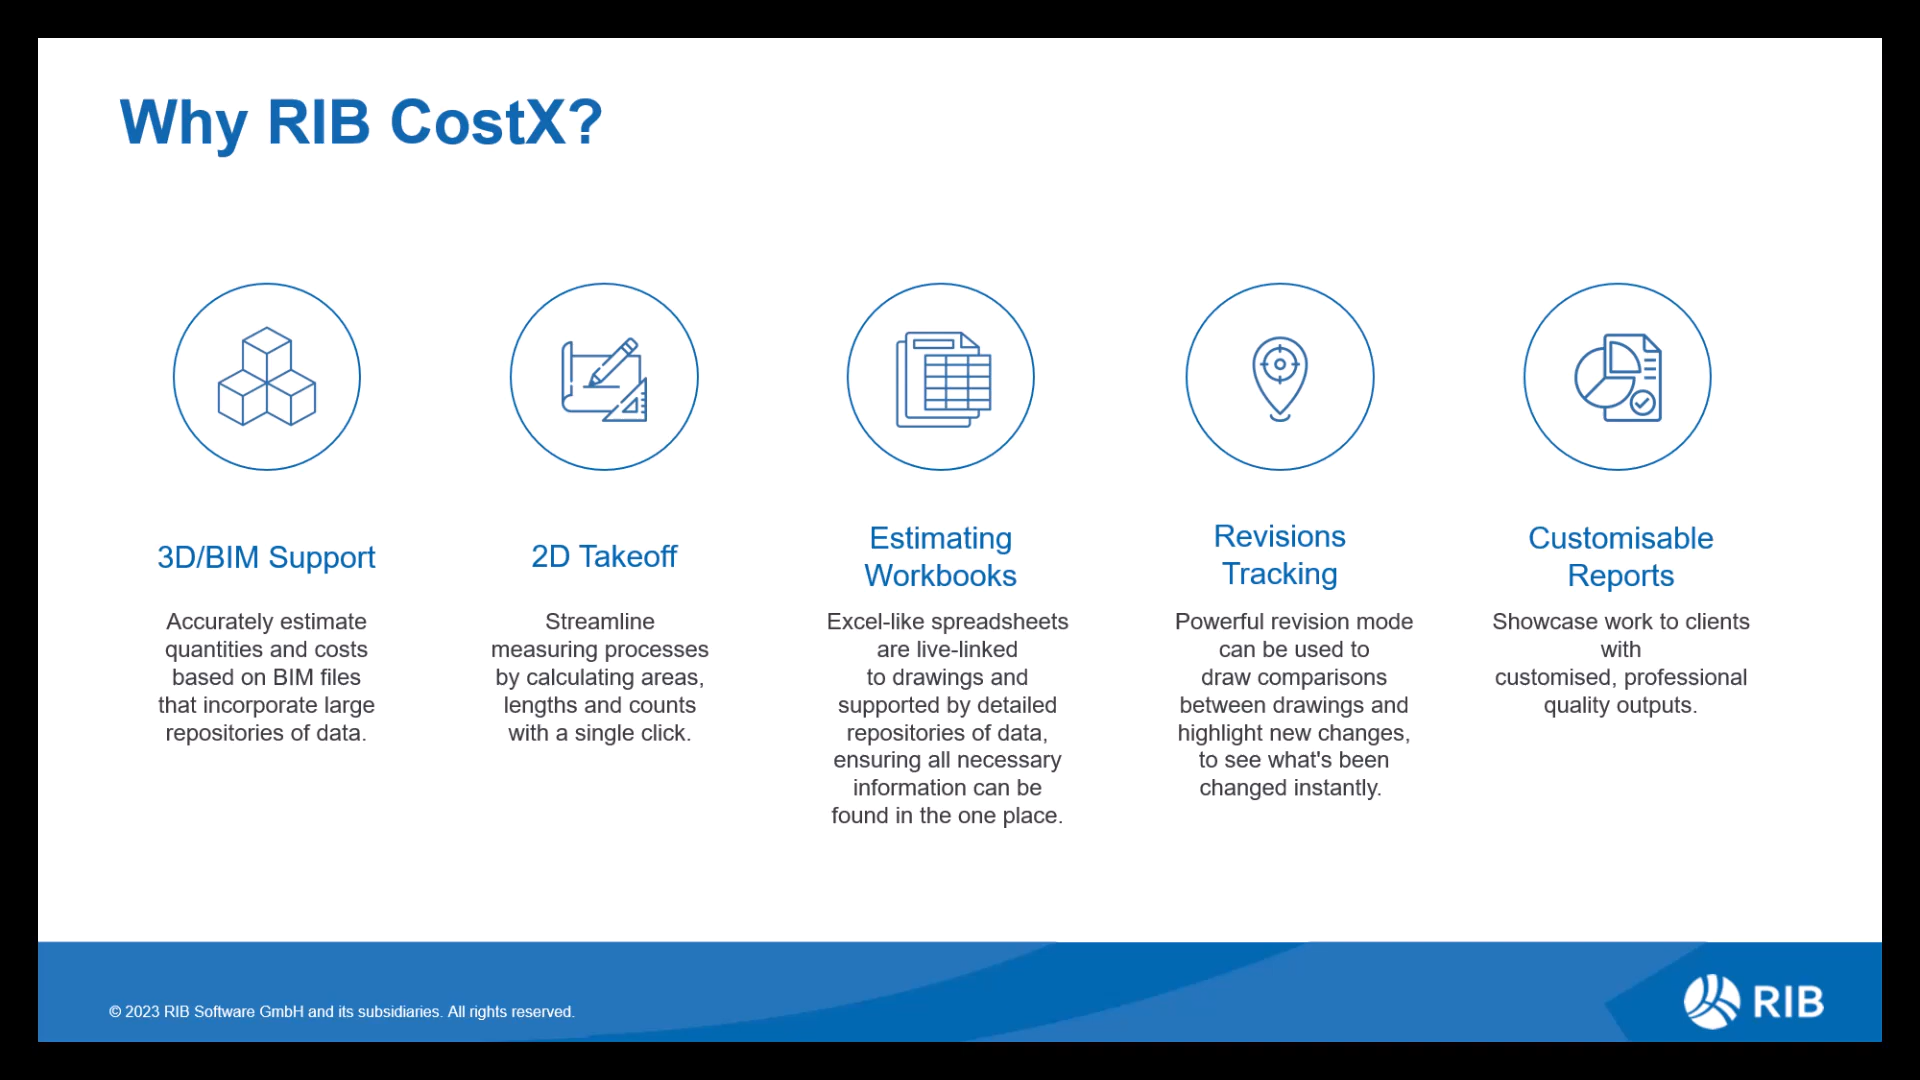 Why RIB CostX?
3D/BIM Support
Accurately estimate
quantities and costs
based on BIM files
that incorporate large
repositories of data.
2D Takeoff
Streamline
measuring processes
by calculating areas,
lengths and counts
with a single click.
Estimating
Workbooks
Excel-like spreadsheets
are live-linked
to drawings and
supported by detailed
repositories of data,
ensuring all necessary
information can be
found in the one place.
Revisions
Tracking
Powerful revision mode
can be used to
draw comparisons
between drawings and
highlight new changes,
to see what's been
changed instantly.
Customisable
Reports
Showcase work to clients
with
customised, professional
quality outputs.
© 2023 RIB Software GmbH and its subsidiaries. All rights reserved.
RIB